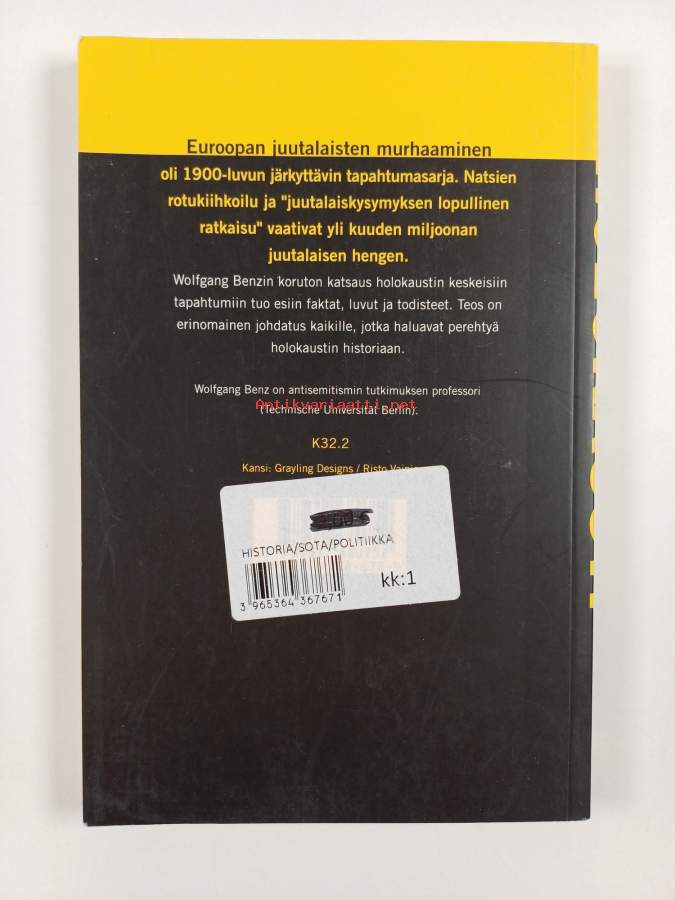 Euroopan juutalaisten murhaaminen
oli 1900-luvun järkyttävin tapahtumasarja. Natsien
rotukiihkoilu ja "juutalaiskysymyksen lopullinen
ratkaisu" vaativat yli kuuden miljoonan
juutalaisen hengen.
Wolfgang Benzin koruton katsaus holokaustin keskeisiin
tapahtumiin tuo esiin faktat, luvut ja todisteet. Teos on
erinomainen johdatus kaikille, jotka haluavat perehtyä
holokaustin historiaan.
Wolfgang Benz on antisemitismin tutkimuksen professori
Antikvariaatti.net
(Technische Universität Berlin).
K32.2
Kansi: Grayling Designs / Risto
HISTORIA/SOTA/POLITIIKKA
kk:1
3 965364 367671